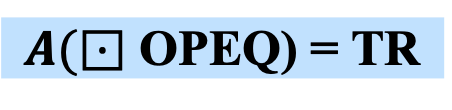 A(⊡ OPEQ) = TR